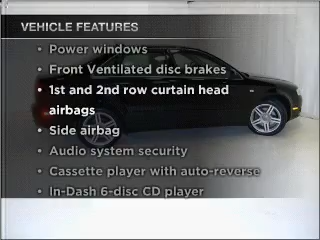 VEHICLE FEATURES
• Power windows
• Front Ventilated disc brakes
• 1st and 2nd row curtain head
airbags
• Side airbag
• Audio system security
• Cassette player with auto-reverse
• In-Dash 6-disc CD player